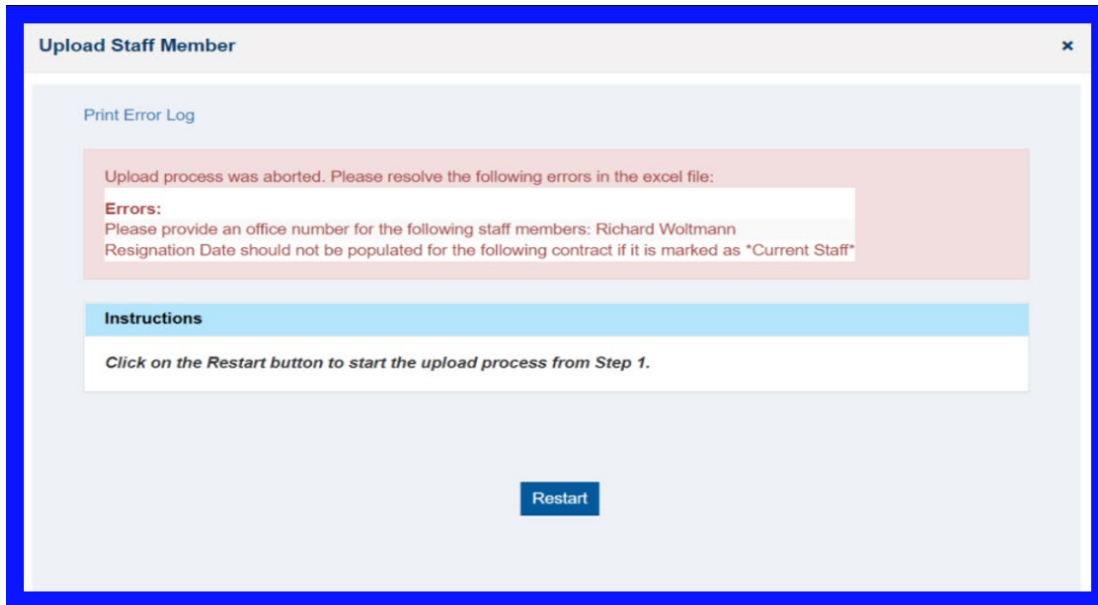 Upload Staff Member ×
Print Error Log
Upload process was aborted. Please resolve the following errors in the excel file:
Errors:
Please provide an office number for the following staff members: Richard Woltmann
Resignation Date should not be populated for the following contract if it is marked as *Current Staff*
Instructions
Click on the Restart button to start the upload process from Step 1.
Restart